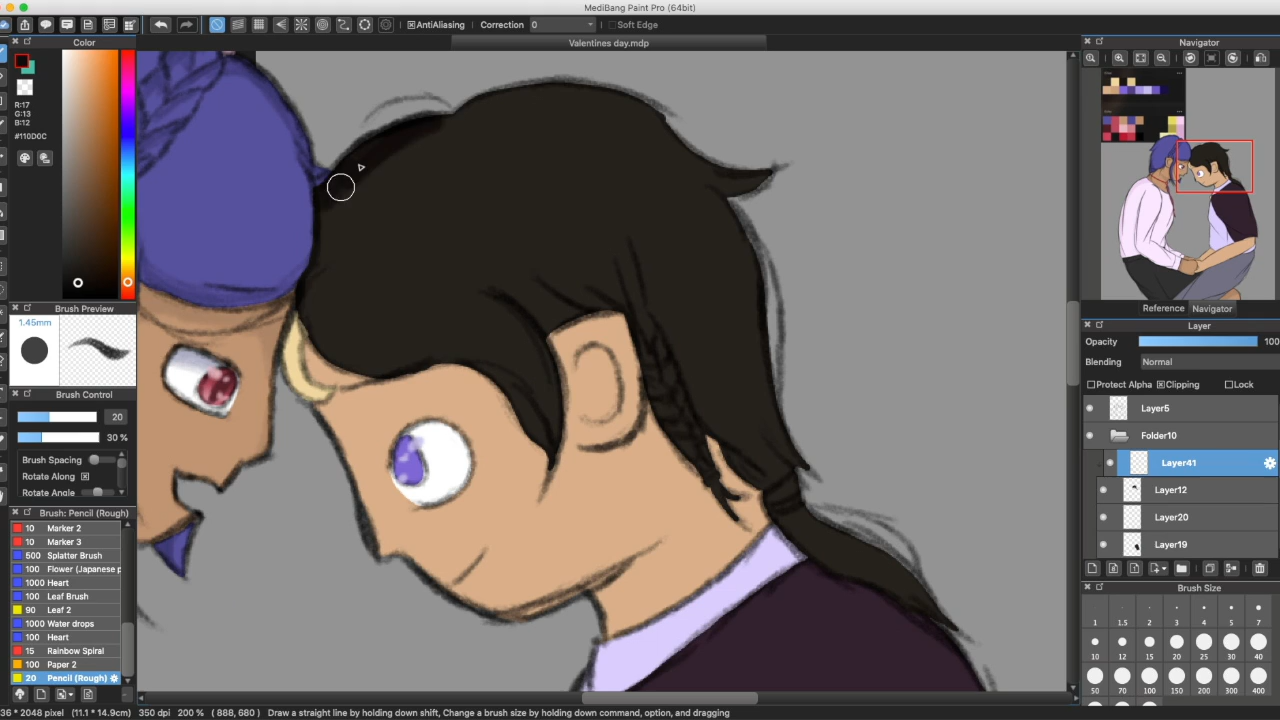 MediBang Paint Pro (64bit)
AntiAliasing Correction 0 Soft Edge
Color Valentines day.mdp Navigator
R:17
G:13
B:12
#110D0C
Brush Preview
1.45mm
Reference Navigator
Layer
Opacity 100
Blending Normal
Protect Alpha Clipping Lock
Brush Control
20
30 %
Brush Spacing
Rotate Along
Rotate Angle
Layer5
Folder10
Layer41
Layer12
Layer20
Layer19
Brush: Pencil (Rough)
10 Marker 2
10 Marker 3
500 Splatter Brush
100 Flower (Japanese p
1000 Heart
100 Leaf Brush
90 Leaf 2
1000 Water drops
100 Heart
15 Rainbow Spiral
100 Paper 2
20 Pencil (Rough)
Brush Size
1 1.5 2 3 4 5 7
10 12 15 20 25 30 40
50 70 100 150 200 300 400
36 * 2048 pixel (11.1 * 14.9cm) 350 dpi 200 % ( 888, 680 ) Draw a straight line by holding down shift, Change a brush size by holding down command, option, and dragging